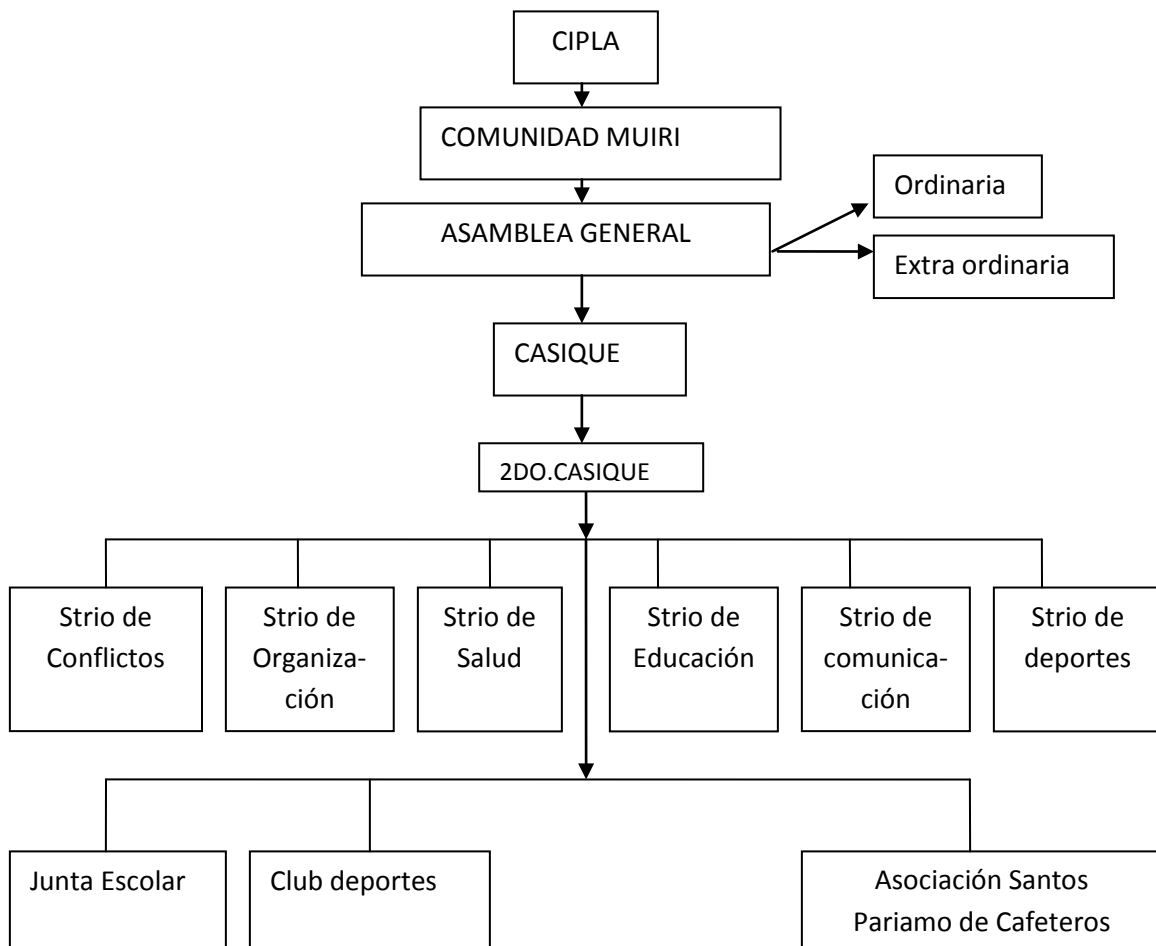 CIPLA
COMUNIDAD MUIRI
Ordinaria
ASAMBLEA GENERAL
Extra ordinaria
CASIQUE
2DO.CASIQUE
Strio de
Conflictos
Strio de
Organiza-
ción
Strio de
Salud
Strio de
Educación
Strio de
comunica-
ción
Strio de
deportes
Junta Escolar
Club deportes
Asociación Santos
Pariamo de Cafeteros